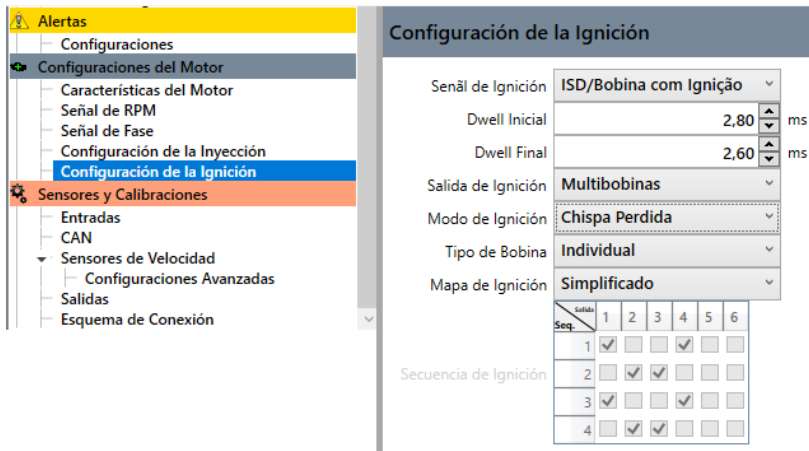 Alertas
Configuraciones
Configuraciones del Motor
Características del Motor
Señal de RPM
Señal de Fase
Configuración de la Inyección
Configuración de la Ignición
Sensores y Calibraciones
Entradas
CAN
Sensores de Velocidad
Configuraciones Avanzadas
Salidas
Esquema de Conexión
Configuración de la Ignición
Senãl de Ignición ISD/Bobina com Ignição
Dwell Inicial 2,80 ms
Dwell Final 2,60 ms
Salida de Ignición Multibobinas
Modo de Ignición Chispa Perdida
Tipo de Bobina Individual
Mapa de Ignición Simplificado
Salida
Seq. 1 2 3 4 5 6
1
Secuencia de Ignición 2
3
4